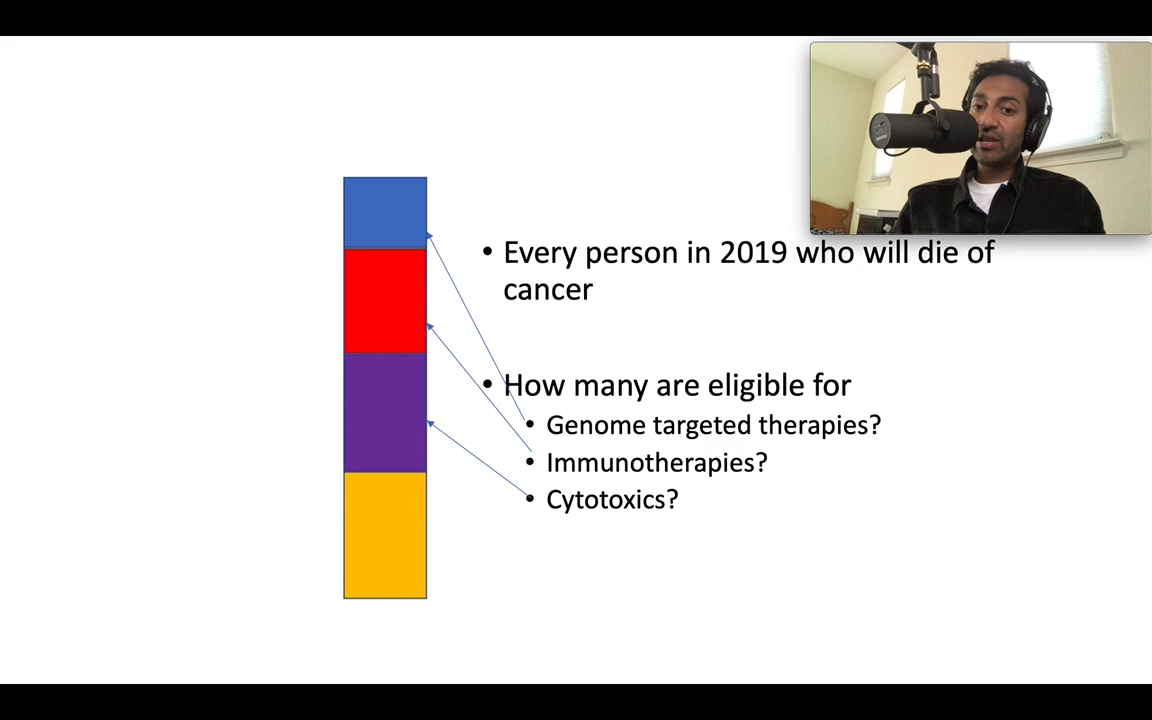 • Every person in 2019 who will die of
cancer
• How many are eligible for
• Genome targeted therapies?
• Immunotherapies?
• Cytotoxics?